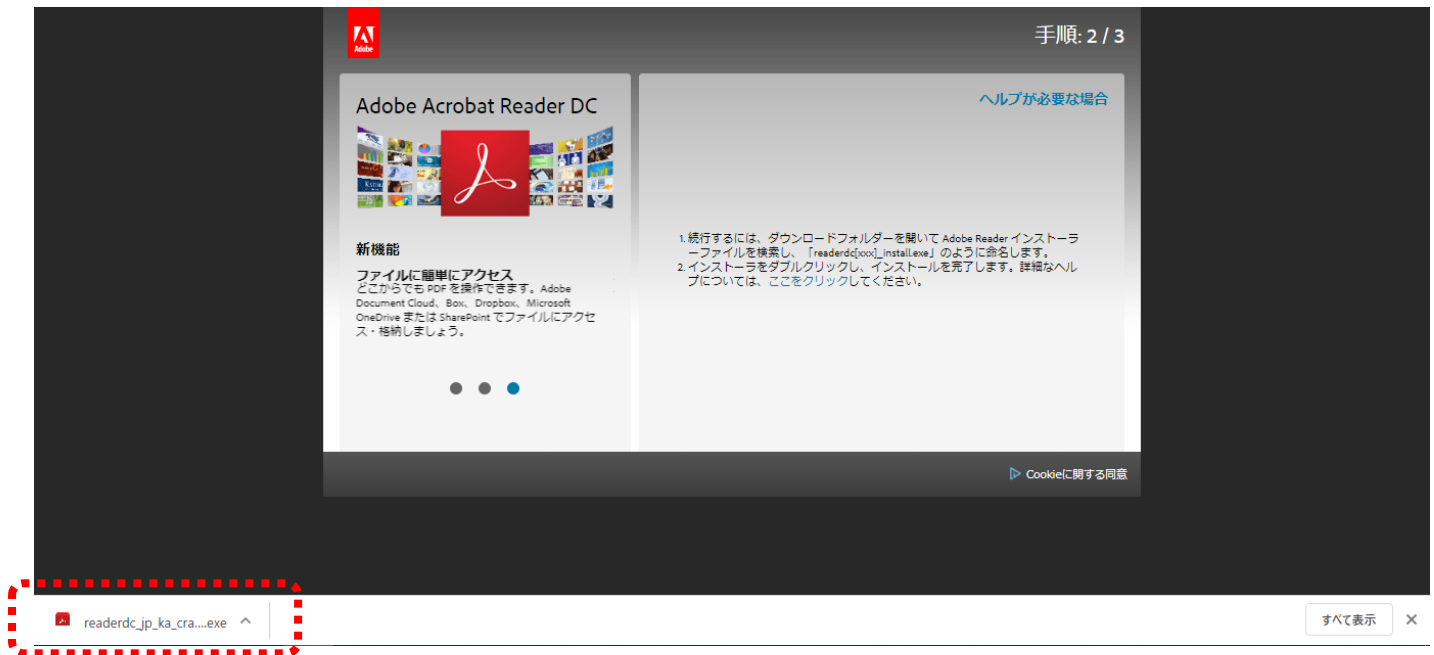 Adobe
手順: 2 / 3
Adobe Acrobat Reader DC
新機能
ファイルに簡単にアクセス
どこからでも PDF を操作できます。Adobe
Document Cloud、Box、Dropbox、Microsoft
OneDrive または SharePoint でファイルにアクセ
ス・格納しましょう。
ヘルプが必要な場合
1. 続行するには、ダウンロードフォルダーを開いて Adobe Reader インストーラ
ーファイルを検索し、「readerdc[xxx]_install.exe」のように命名します。
2. インストーラをダブルクリックし、インストールを完了します。詳細なヘル
プについては、ここをクリックしてください。
Cookieに関する同意
readerdc_jp_ka_cra....exe
すべて表示